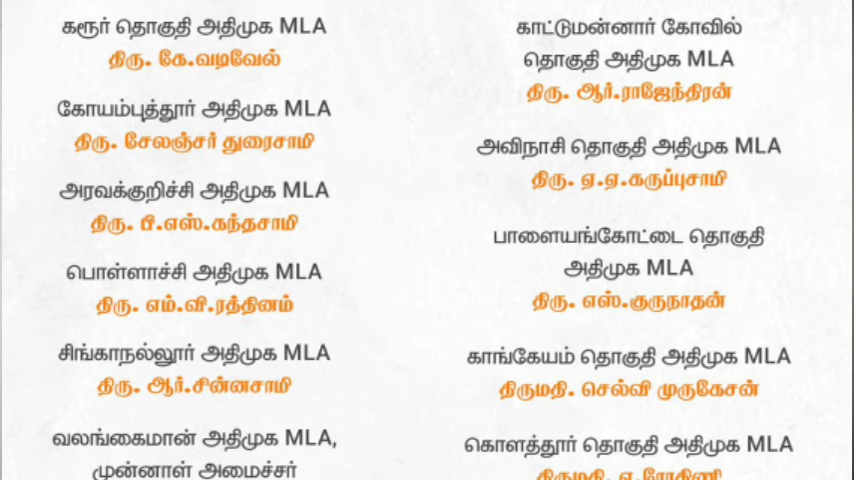 கரூர் தொகுதி அதிமுக MLA
திரு. கே.வடிவேல்
கோயம்புத்தூர் அதிமுக MLA
திரு. சேலஞ்சர் துரைசாமி
அரவக்குறிச்சி அதிமுக MLA
திரு. பி.எஸ்.கந்தசாமி
பொள்ளாச்சி அதிமுக MLA
திரு. எம்.வி.ரத்தினம்
சிங்காநல்லூர் அதிமுக MLA
திரு. ஆர்.சின்னசாமி
வலங்கைமான் அதிமுக MLA,
முன்னாள் அமைச்சர்
காட்டுமன்னார் கோவில்
தொகுதி அதிமுக MLA
திரு. ஆர்.ராஜேந்திரன்
அவிநாசி தொகுதி அதிமுக MLA
திரு. ஏ.ஏ.கருப்புசாமி
பாளையங்கோட்டை தொகுதி
அதிமுக MLA
திரு. எஸ்.குருநாதன்
காங்கேயம் தொகுதி அதிமுக MLA
திருமதி. செல்வி முருகேசன்
கொளத்தூர் தொகுதி அதிமுக MLA
திருமதி.